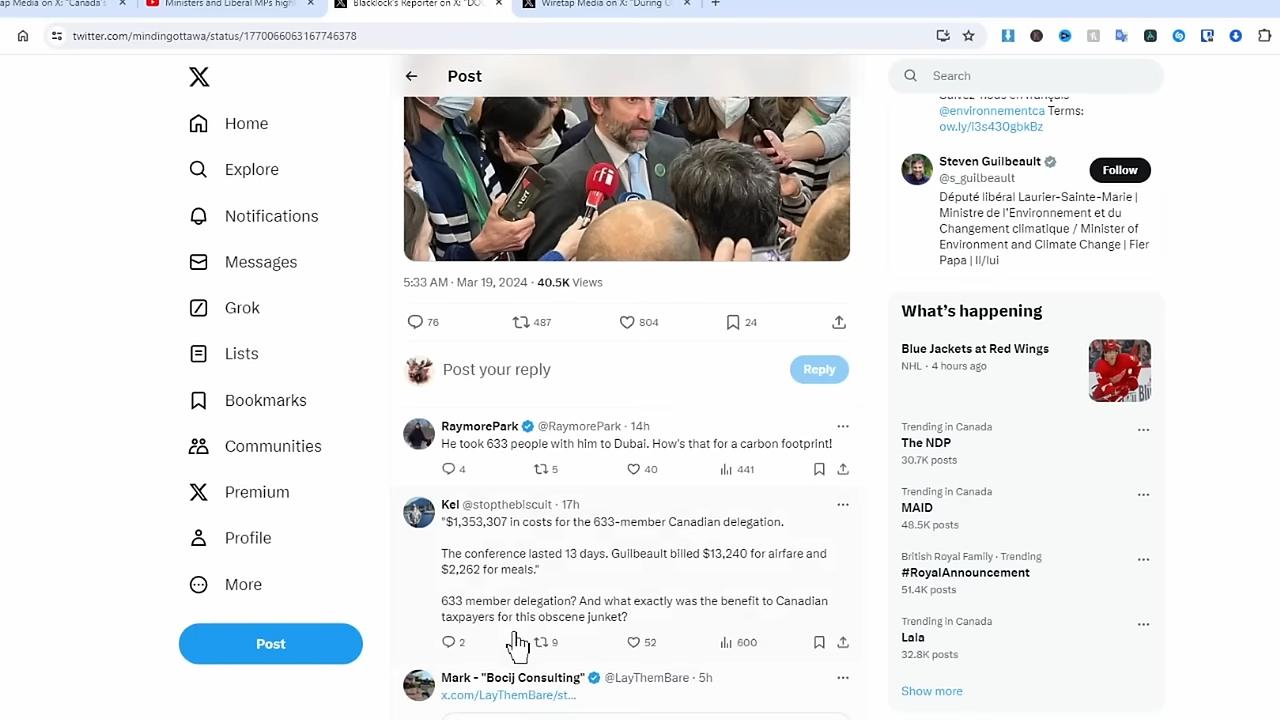 ap Media on X: "Canada's
Ministers and Liberal MPs high
Blacklock's Reporter on X: "DO
Wiretap Media on X: "During
twitter.com/mindingottawa/status/1770066063167746378
Post
Search
Home
Explore
Notifications
Messages
Grok
Lists
Bookmarks
Communities
Premium
Profile
More
Post
rfi
5:33 AM · Mar 19, 2024 · 40.5K Views
76
487
804
24
Post your reply
Reply
RaymorePark @RaymorePark · 14h
He took 633 people with him to Dubai. How's that for a carbon footprint!
4
5
40
441
Kel @stopthebiscuit · 17h
"$1,353,307 in costs for the 633-member Canadian delegation.
The conference lasted 13 days. Guilbeault billed $13,240 for airfare and
$2,262 for meals."
633 member delegation? And what exactly was the benefit to Canadian
taxpayers for this obscene junket?
2
9
52
600
Mark - "Bocij Consulting" @LayThemBare · 5h
x.com/LayThemBare/st...
@environnementca Terms:
ow.ly/l3s430gbkBz
Steven Guilbeault
@s_guilbeault
Follow
Député libéral Laurier-Sainte-Marie |
Ministre de l'Environnement et du
Changement climatique / Minister of
Environment and Climate Change | Fier
Papa | Il/lui
What's happening
Blue Jackets at Red Wings
NHL · 4 hours ago
Trending in Canada
The NDP
30.7K posts
Trending in Canada
MAID
48.5K posts
British Royal Family · Trending
#RoyalAnnouncement
51.4K posts
Trending in Canada
Lala
32.8K posts
Show more